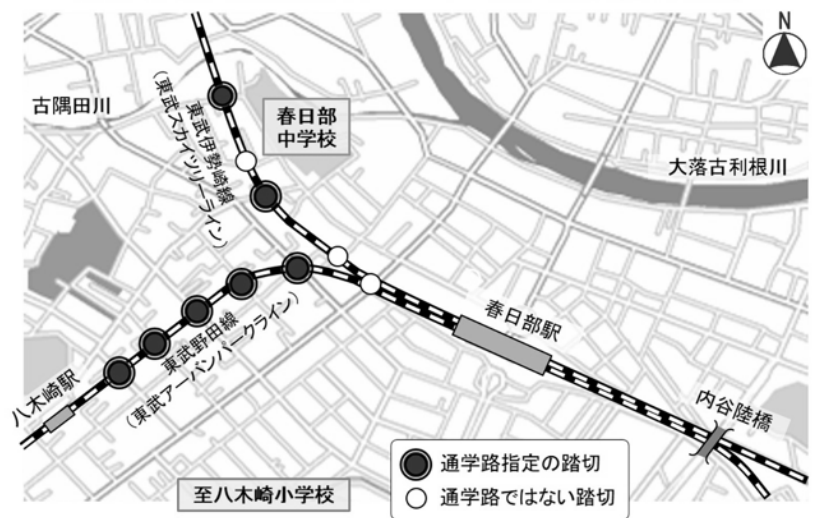 N
古隅田川
春日部
中学校
東武伊勢崎線
（東武スカイツリーライン）
大落古利根川
春日部駅
東武野田線
（東武アーバンパークライン）
八木崎駅
内谷陸橋
通学路指定の踏切
通学路ではない踏切
至八木崎小学校